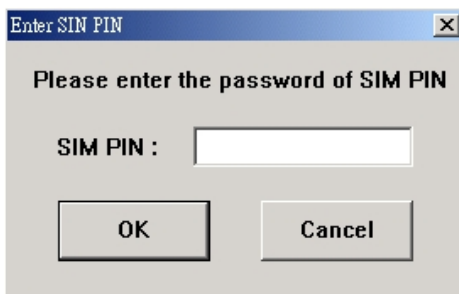 Enter SIN PIN
Please enter the password of SIM PIN
SIM PIN :
OK Cancel